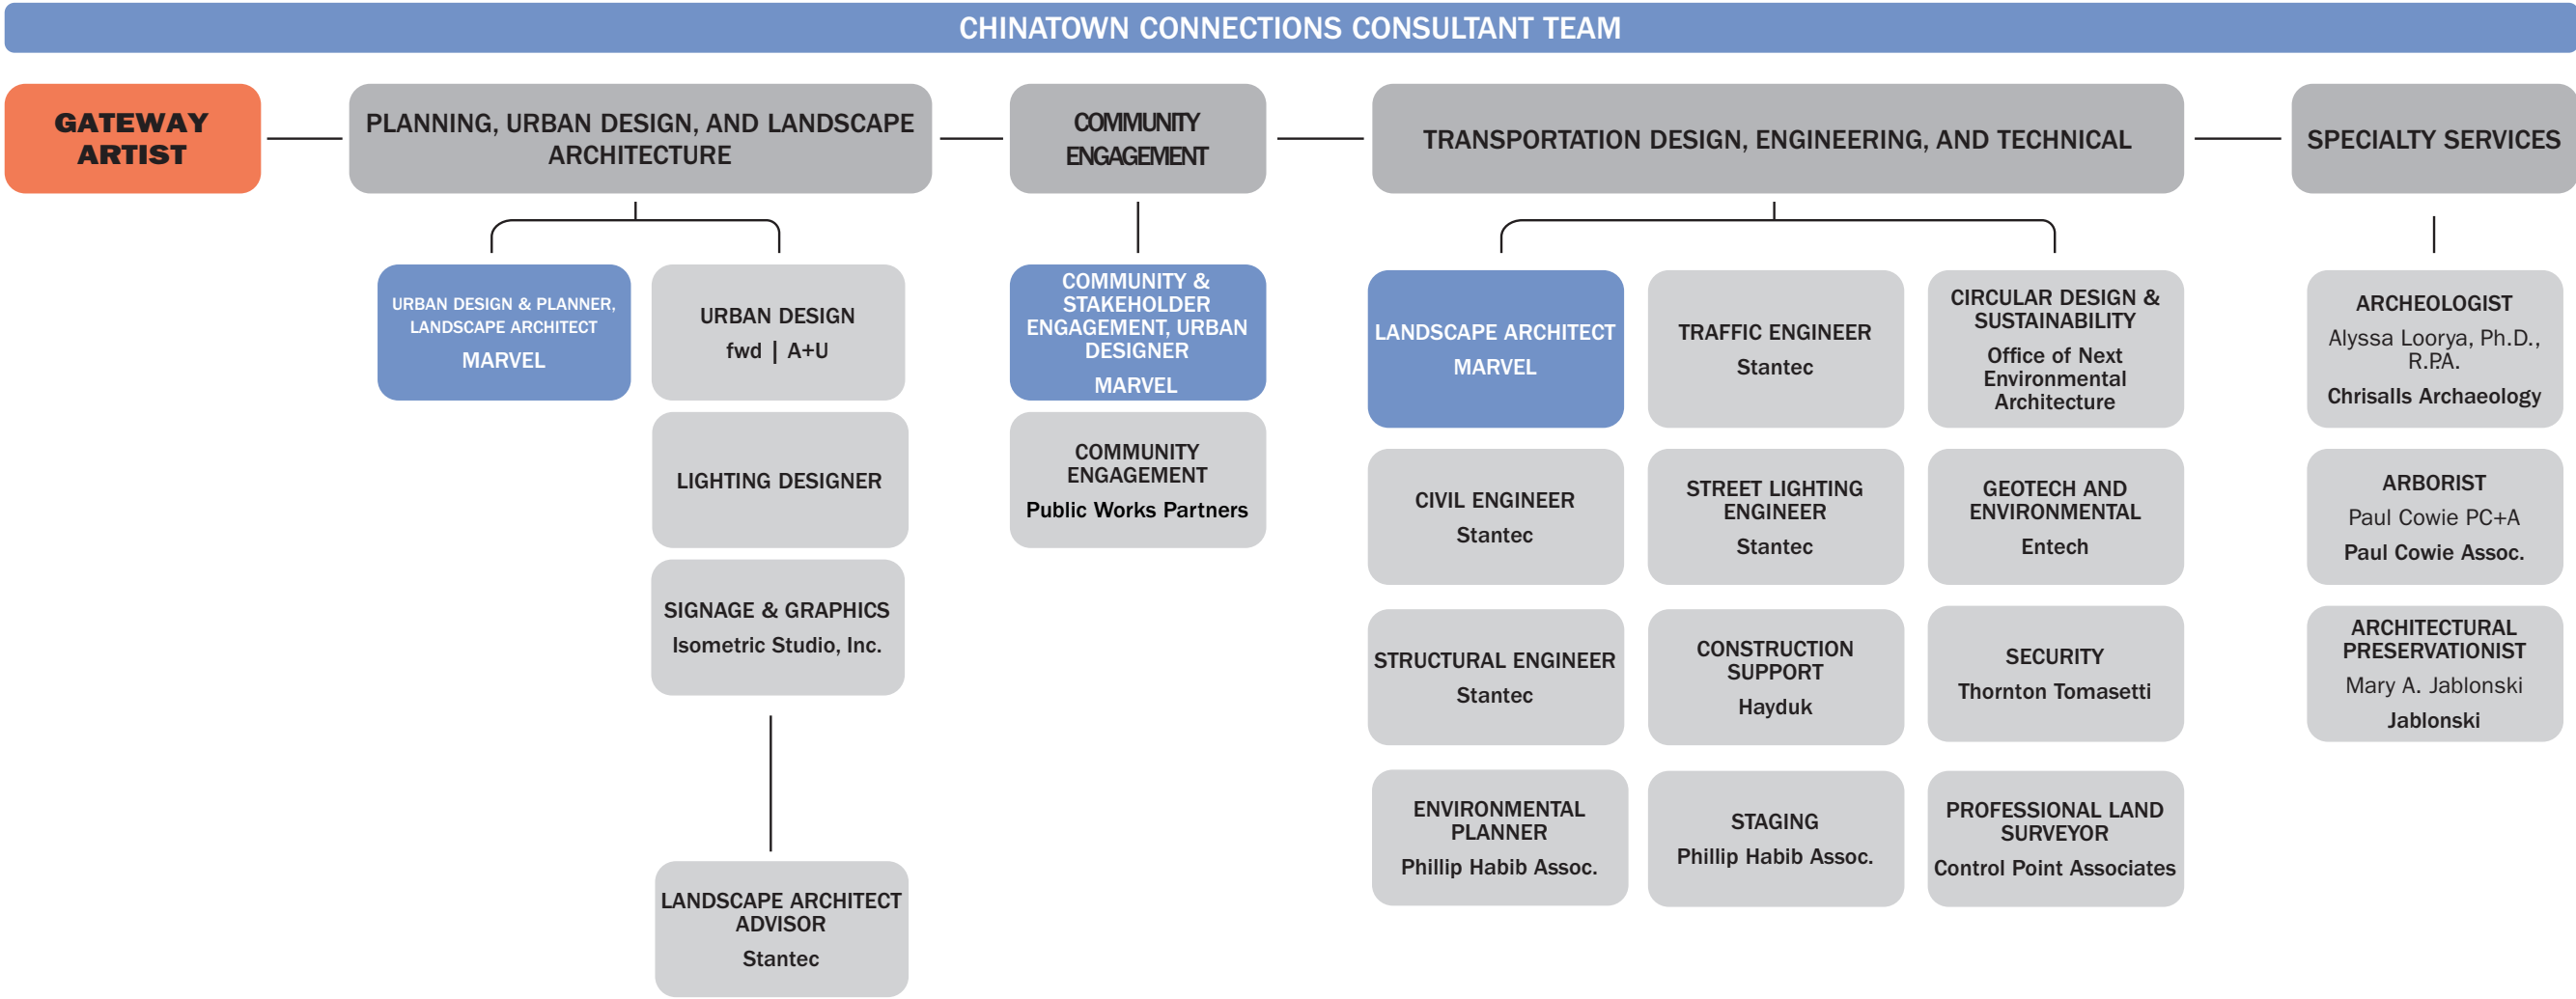 CHINATOWN CONNECTIONS CONSULTANT TEAM
GATEWAY
ARTIST
PLANNING, URBAN DESIGN, AND LANDSCAPE
ARCHITECTURE
COMMUNITY
ENGAGEMENT
TRANSPORTATION DESIGN, ENGINEERING, AND TECHNICAL
SPECIALTY SERVICES
URBAN DESIGN & PLANNER,
LANDSCAPE ARCHITECT
MARVEL
URBAN DESIGN
fwd | A+U
LIGHTING DESIGNER
SIGNAGE & GRAPHICS
Isometric Studio, Inc.
LANDSCAPE ARCHITECT
ADVISOR
Stantec
COMMUNITY &
STAKEHOLDER
ENGAGEMENT, URBAN
DESIGNER
MARVEL
COMMUNITY
ENGAGEMENT
Public Works Partners
LANDSCAPE ARCHITECT
MARVEL
TRAFFIC ENGINEER
Stantec
CIRCULAR DESIGN &
SUSTAINABILITY
Office of Next
Environmental
Architecture
CIVIL ENGINEER
Stantec
STREET LIGHTING
ENGINEER
Stantec
GEOTECH AND
ENVIRONMENTAL
Entech
STRUCTURAL ENGINEER
Stantec
CONSTRUCTION
SUPPORT
Hayduk
SECURITY
Thornton Tomasetti
ENVIRONMENTAL
PLANNER
Phillip Habib Assoc.
STAGING
Phillip Habib Assoc.
PROFESSIONAL LAND
SURVEYOR
Control Point Associates
ARCHEOLOGIST
Alyssa Loorya, Ph.D.,
R.P.A.
Chrisalls Archaeology
ARBORIST
Paul Cowie PC+A
Paul Cowie Assoc.
ARCHITECTURAL
PRESERVATIONIST
Mary A. Jablonski
Jablonski